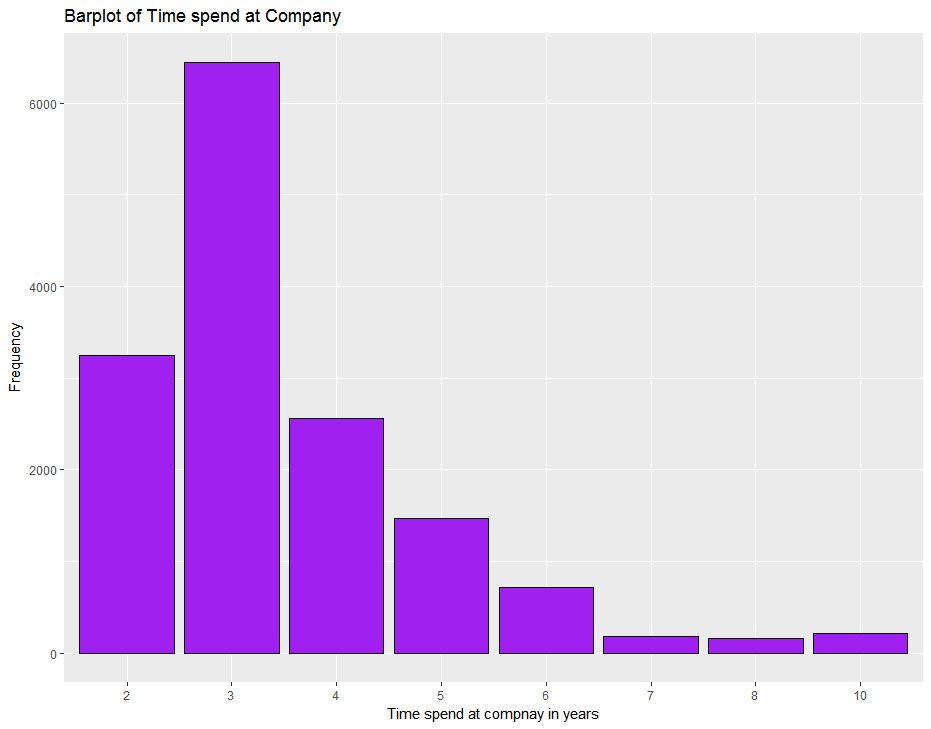 Barplot of Time spend at Company
Frequency
6000
4000
2000
0
2 3 4 5 6 7 8 10
Time spend at compnay in years